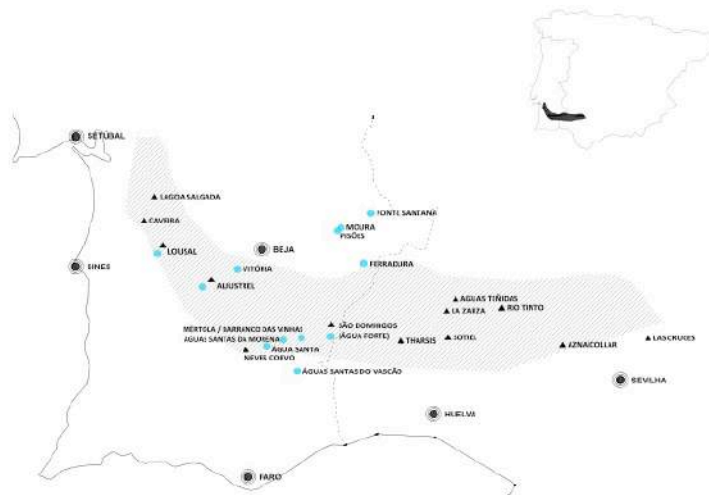 SETÚBAL
LAGOA SALGADA
CAVEIRA
FONTE SANTANA
MOURA
PISÕES
LOUSAL
BEJA
SINES
VITÓRIA
FERRADURA
ALJUSTREL
AGUAS TEÑIDAS
LA ZARZA
RIO TINTO
MÉRTOLA / BARRANCO DAS VINHAS
SÃO DOMINGOS
ÁGUAS SANTAS DA MORENA
(ÁGUA FORTE)
THARSIS
SOTIEL
ÁGUA SANTA
NEVES CORVO
AZNALCOLLAR
LAS CRUCES
ÁGUAS SANTAS DO VASCÃO
SEVILHA
HUELVA
FARO